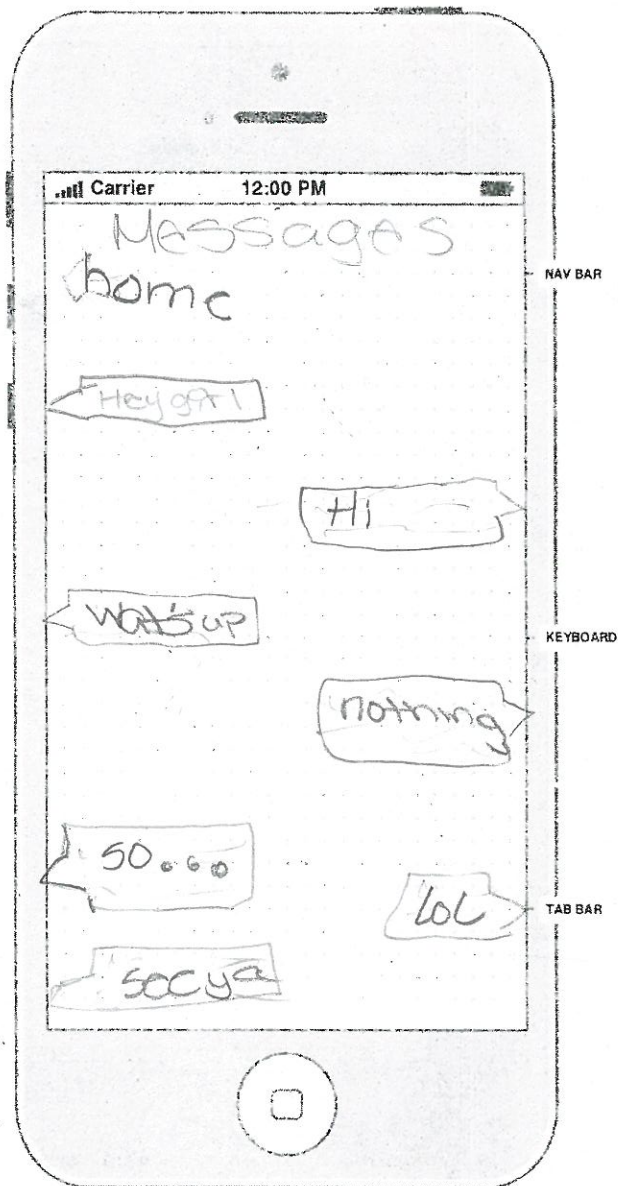 Carrier 12:00 PM
Messages
home
NAV BAR
Hey girl
Hi
Wat's up
KEYBOARD
nothing
so...
lol
TAB BAR
see ya